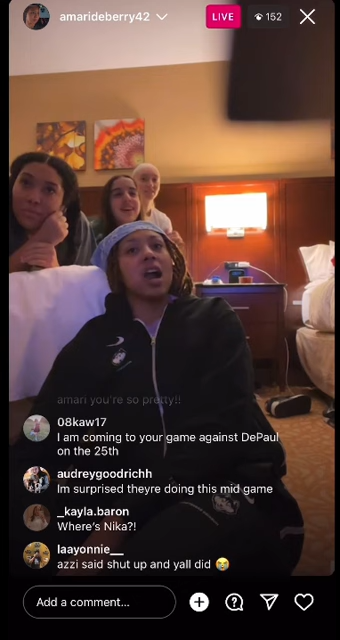 amarideberry42
LIVE
152
amari you're so pretty!!
08kaw17
I am coming to your game against DePaul
on the 25th
audreygoodrichh
Im surprised theyre doing this mid game
_kayla.baron
Where's Nika?!
laayonnie__
azzi said shut up and yall did 😭
Add a comment...